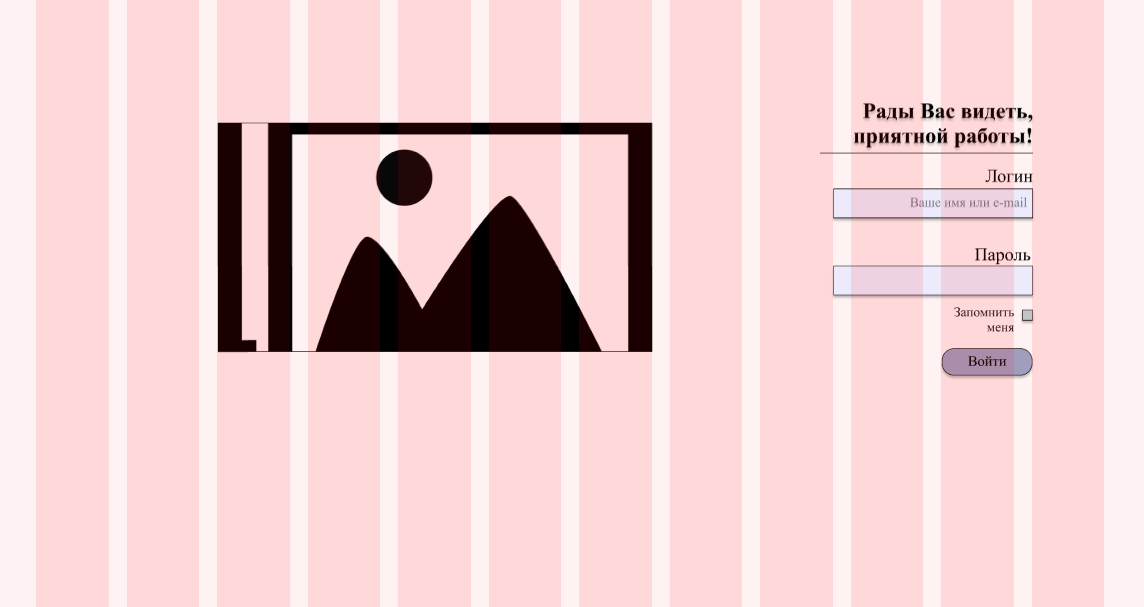 Рады Вас видеть,
приятной работы!
Логин
Ваше имя или e-mail
Пароль
Запомнить
меня
Войти